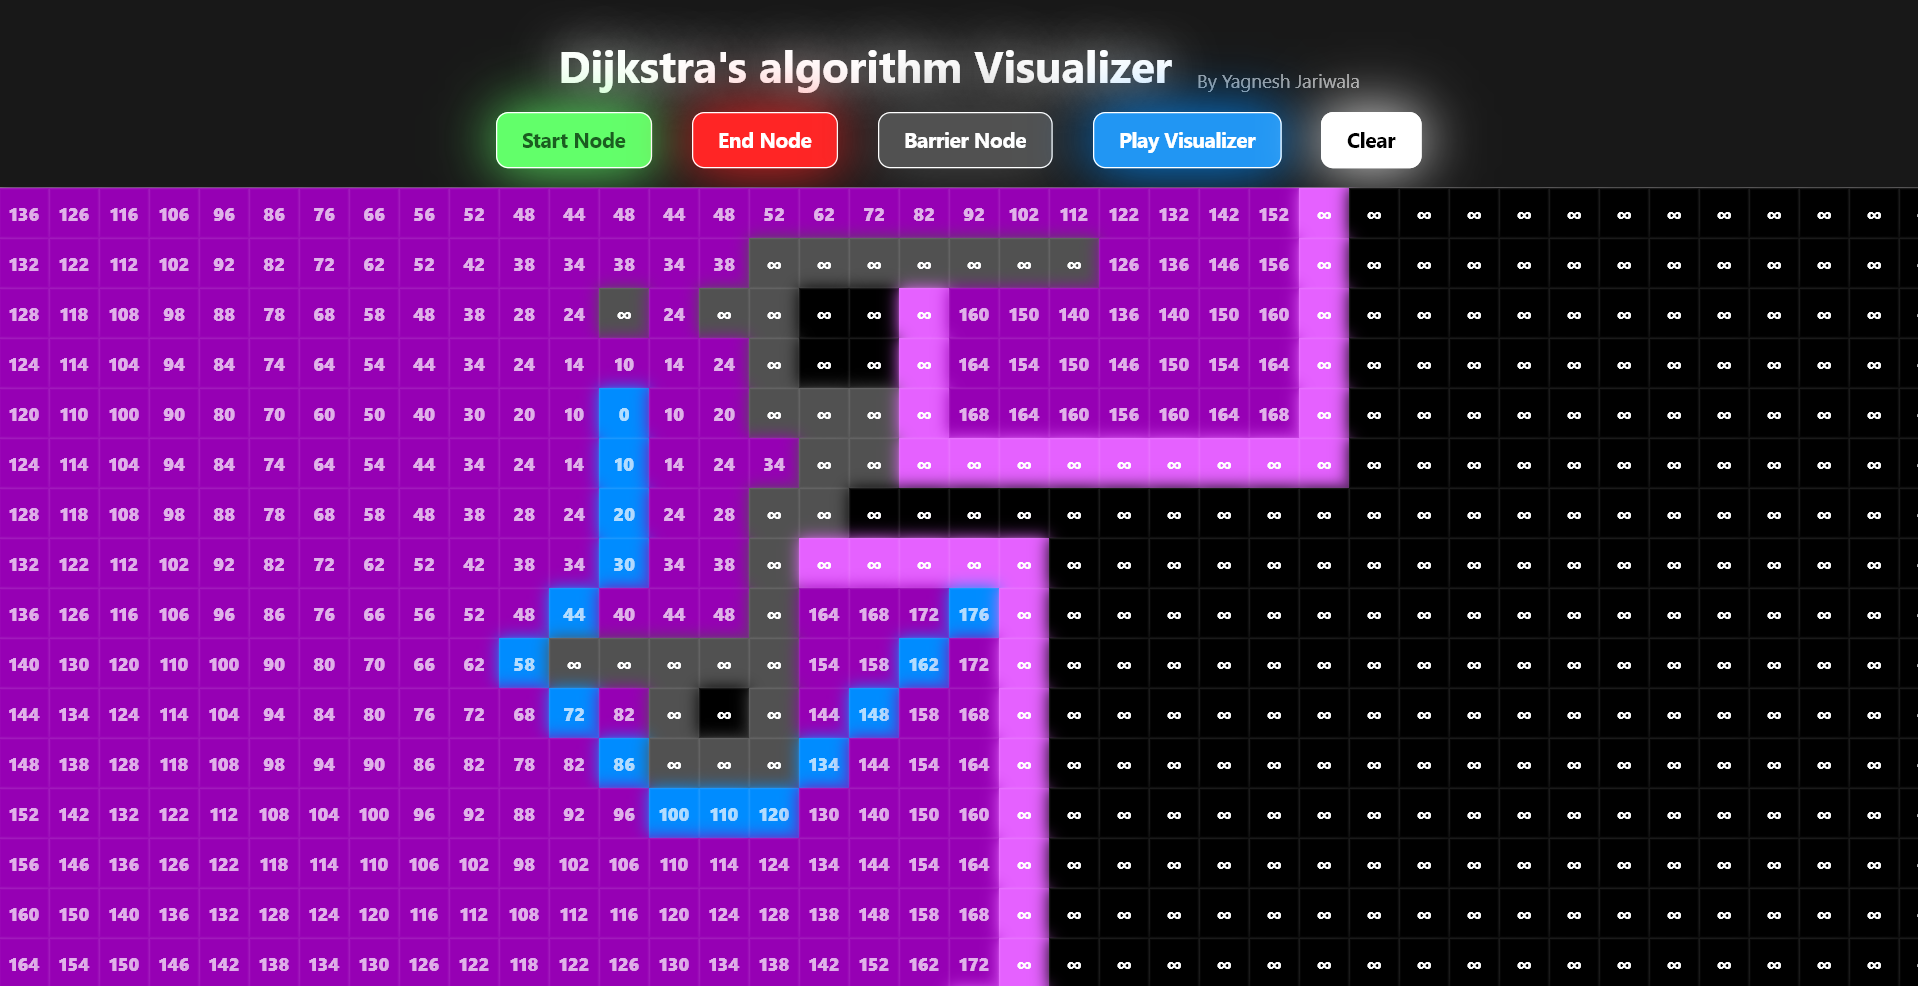 Dijkstra's algorithm Visualizer By Yagnesh Jariwala
Start Node End Node Barrier Node Play Visualizer Clear
136 126 116 106 96 86 76 66 56 52 48 44 48 44 48 52 62 72 82 92 102 112 122 132 142 152 ∞ ∞ ∞ ∞ ∞ ∞ ∞ ∞ ∞ ∞ ∞ ∞
132 122 112 102 92 82 72 62 52 42 38 34 38 34 38 ∞ ∞ ∞ ∞ ∞ ∞ ∞ 126 136 146 156 ∞ ∞ ∞ ∞ ∞ ∞ ∞ ∞ ∞ ∞ ∞ ∞
128 118 108 98 88 78 68 58 48 38 28 24 ∞ 24 ∞ ∞ ∞ ∞ ∞ 160 150 140 136 140 150 160 ∞ ∞ ∞ ∞ ∞ ∞ ∞ ∞ ∞ ∞ ∞ ∞
124 114 104 94 84 74 64 54 44 34 24 14 10 14 24 ∞ ∞ ∞ ∞ 164 154 150 146 150 154 164 ∞ ∞ ∞ ∞ ∞ ∞ ∞ ∞ ∞ ∞ ∞ ∞
120 110 100 90 80 70 60 50 40 30 20 10 0 10 20 ∞ ∞ ∞ ∞ 168 164 160 156 160 164 168 ∞ ∞ ∞ ∞ ∞ ∞ ∞ ∞ ∞ ∞ ∞ ∞
124 114 104 94 84 74 64 54 44 34 24 14 10 14 24 34 ∞ ∞ ∞ ∞ ∞ ∞ ∞ ∞ ∞ ∞ ∞ ∞ ∞ ∞ ∞ ∞ ∞ ∞ ∞ ∞ ∞ ∞
128 118 108 98 88 78 68 58 48 38 28 24 20 24 28 ∞ ∞ ∞ ∞ ∞ ∞ ∞ ∞ ∞ ∞ ∞ ∞ ∞ ∞ ∞ ∞ ∞ ∞ ∞ ∞ ∞ ∞ ∞
132 122 112 102 92 82 72 62 52 42 38 34 30 34 38 ∞ ∞ ∞ ∞ ∞ ∞ ∞ ∞ ∞ ∞ ∞ ∞ ∞ ∞ ∞ ∞ ∞ ∞ ∞ ∞ ∞ ∞ ∞
136 126 116 106 96 86 76 66 56 52 48 44 40 44 48 ∞ 164 168 172 176 ∞ ∞ ∞ ∞ ∞ ∞ ∞ ∞ ∞ ∞ ∞ ∞ ∞ ∞ ∞ ∞ ∞ ∞
140 130 120 110 100 90 80 70 66 62 58 ∞ ∞ ∞ ∞ ∞ 154 158 162 172 ∞ ∞ ∞ ∞ ∞ ∞ ∞ ∞ ∞ ∞ ∞ ∞ ∞ ∞ ∞ ∞ ∞ ∞
144 134 124 114 104 94 84 80 76 72 68 72 82 ∞ ∞ ∞ 144 148 158 168 ∞ ∞ ∞ ∞ ∞ ∞ ∞ ∞ ∞ ∞ ∞ ∞ ∞ ∞ ∞ ∞ ∞ ∞
148 138 128 118 108 98 94 90 86 82 78 82 86 ∞ ∞ ∞ 134 144 154 164 ∞ ∞ ∞ ∞ ∞ ∞ ∞ ∞ ∞ ∞ ∞ ∞ ∞ ∞ ∞ ∞ ∞ ∞
152 142 132 122 112 108 104 100 96 92 88 92 96 100 110 120 130 140 150 160 ∞ ∞ ∞ ∞ ∞ ∞ ∞ ∞ ∞ ∞ ∞ ∞ ∞ ∞ ∞ ∞ ∞ ∞
156 146 136 126 122 118 114 110 106 102 98 102 106 110 114 124 134 144 154 164 ∞ ∞ ∞ ∞ ∞ ∞ ∞ ∞ ∞ ∞ ∞ ∞ ∞ ∞ ∞ ∞ ∞ ∞
160 150 140 136 132 128 124 120 116 112 108 112 116 120 124 128 138 148 158 168 ∞ ∞ ∞ ∞ ∞ ∞ ∞ ∞ ∞ ∞ ∞ ∞ ∞ ∞ ∞ ∞ ∞ ∞
164 154 150 146 142 138 134 130 126 122 118 122 126 130 134 138 142 152 162 172 ∞ ∞ ∞ ∞ ∞ ∞ ∞ ∞ ∞ ∞ ∞ ∞ ∞ ∞ ∞ ∞ ∞ ∞